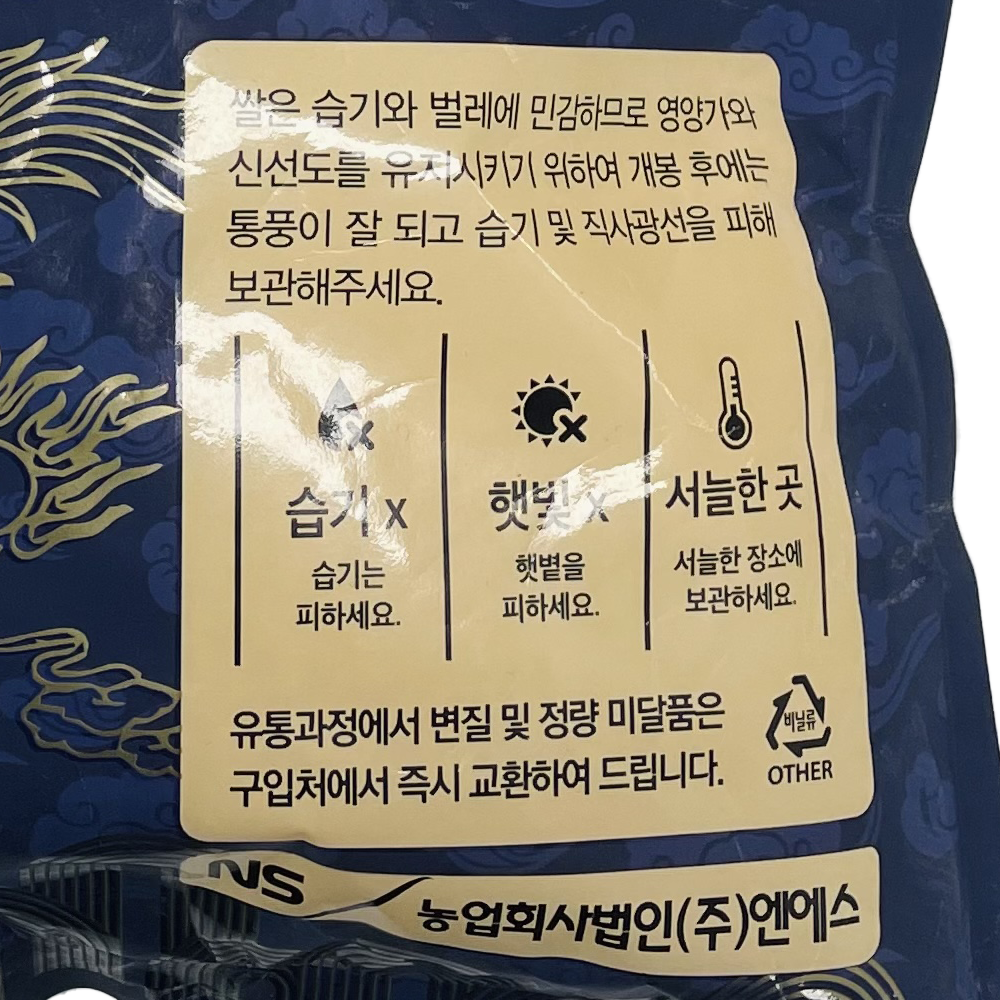 쌀은 습기와 벌레에 민감하므로 영양가와
신선도를 유지시키기 위하여 개봉 후에는
통풍이 잘 되고 습기 및 직사광선을 피해
보관해주세요.
습기 x
습기는
피하세요.
햇빛 x
햇볕을
피하세요.
서늘한 곳
서늘한 장소에
보관하세요.
유통과정에서 변질 및 정량 미달품은
구입처에서 즉시 교환하여 드립니다.
비닐류
OTHER
NS
농업회사법인(주)엔에스